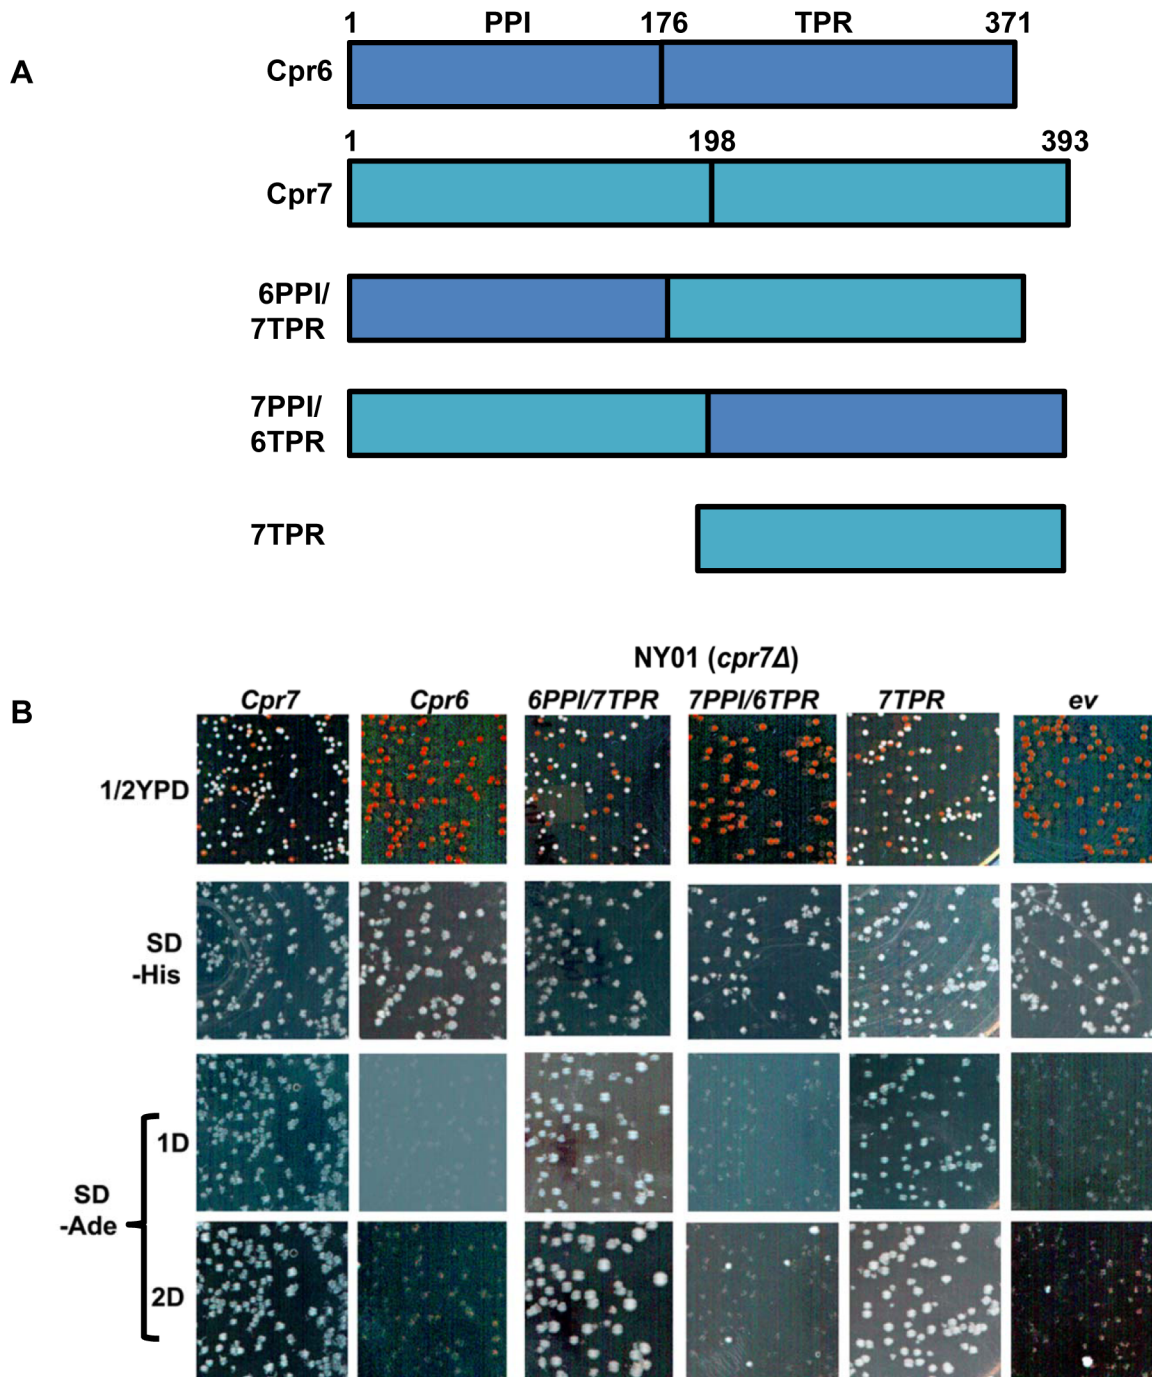 A
1 PPI 176 TPR 371
Cpr6
1 198 393
Cpr7
6PPI/
7TPR
7PPI/
6TPR
7TPR
B
NY01 (cpr7Δ)
Cpr7 Cpr6 6PPI/7TPR 7PPI/6TPR 7TPR ev
1/2YPD
SD
-His
SD
-Ade
1D
2D